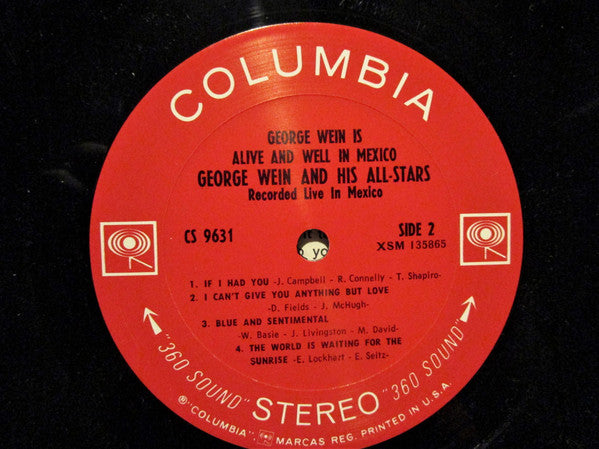 COLUMBIA
GEORGE WEIN IS
ALIVE AND WELL IN MEXICO
GEORGE WEIN AND HIS ALL-STARS
Recorded Live In Mexico
CS 9631
SIDE 2
XSM 135865
1. IF I HAD YOU -J. Campbell - R. Connelly - T. Shapiro-
2. I CAN'T GIVE YOU ANYTHING BUT LOVE
-D. Fields - J. McHugh-
3. BLUE AND SENTIMENTAL
-W. Basie - J. Livingston - M. David-
4. THE WORLD IS WAITING FOR THE
SUNRISE -E. Lockhart - E. Seitz-
"360 SOUND" STEREO "360 SOUND"
℗"COLUMBIA", MARCAS REG. PRINTED IN U.S.A.